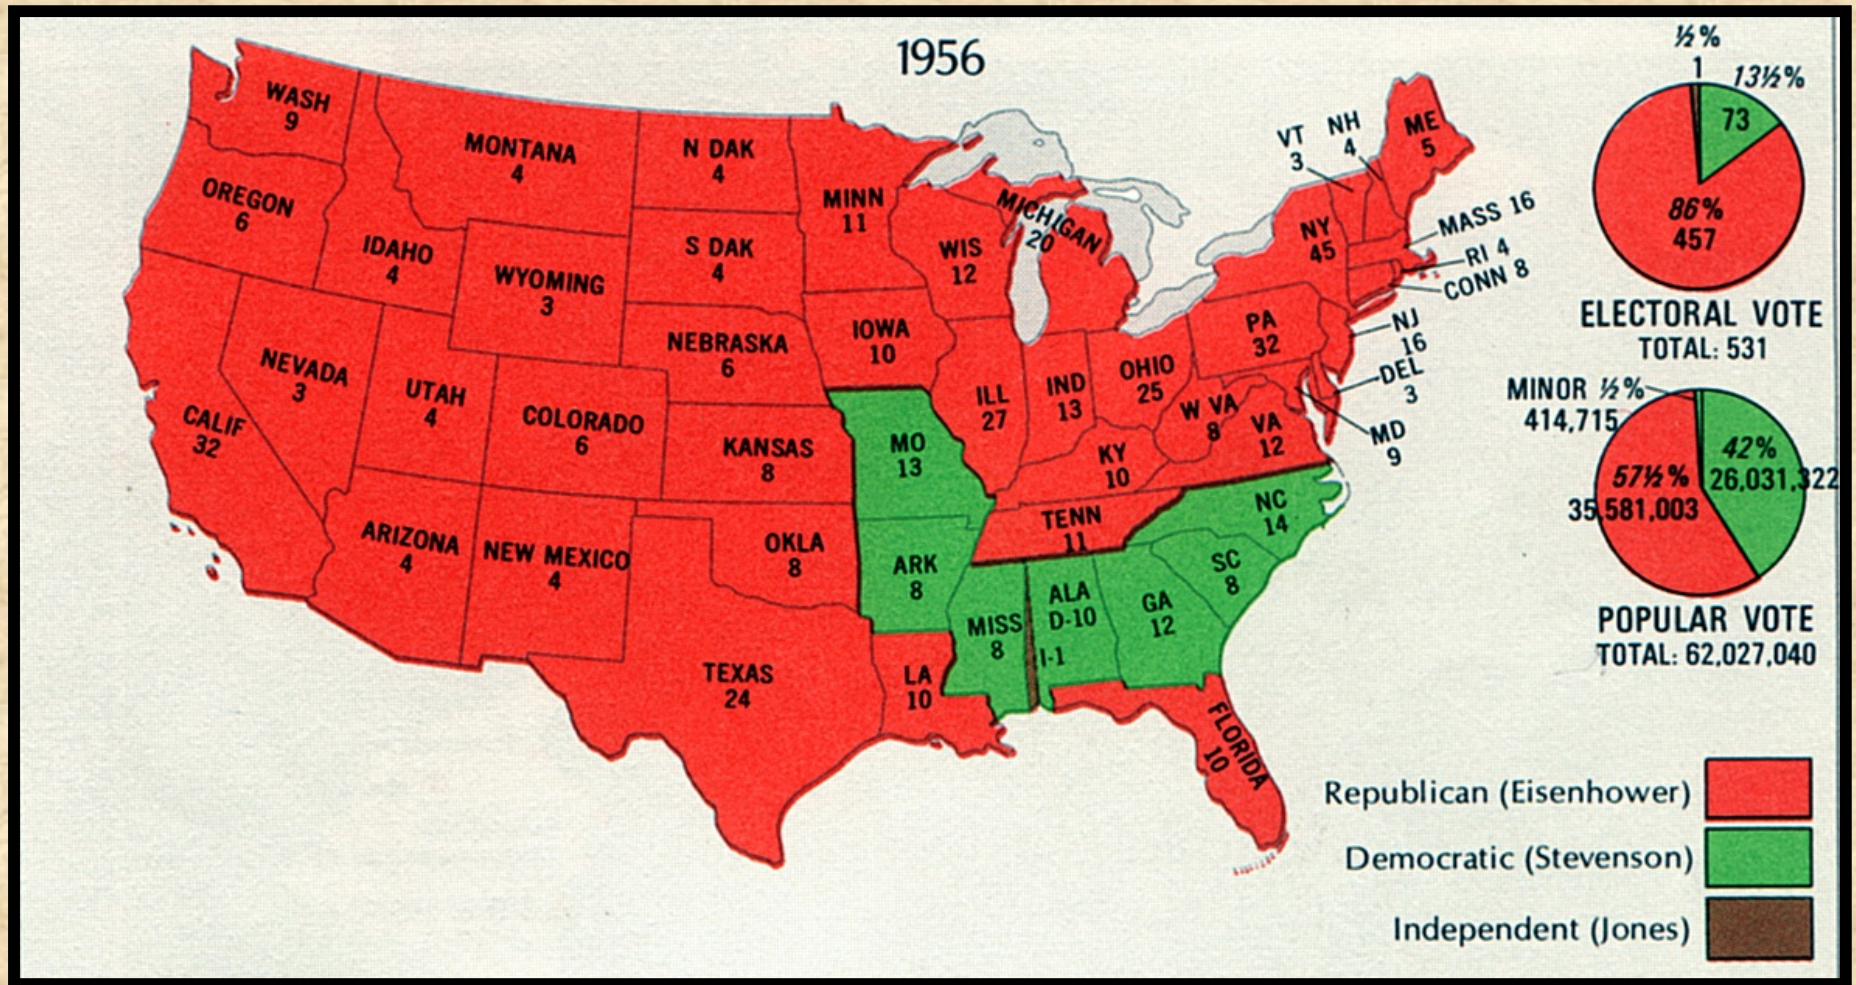 1956
WASH
9
OREGON
6
CALIF
32
NEVADA
3
IDAHO
4
MONTANA
4
WYOMING
3
UTAH
4
COLORADO
6
ARIZONA
4
NEW MEXICO
4
N DAK
4
S DAK
4
NEBRASKA
6
KANSAS
8
OKLA
8
TEXAS
24
MINN
11
IOWA
10
MO
13
ARK
8
LA
10
WIS
12
MICHIGAN
20
ILL
27
IND
13
OHIO
25
KY
10
TENN
11
MISS
8
ALA
D-10
I-1
GA
12
FLORIDA
10
SC
8
NC
14
VA
12
W VA
8
PA
32
NY
45
VT
3
NH
4
ME
5
MASS 16
RI 4
CONN 8
NJ
16
DEL
3
MD
9
½%
1
13½%
73
86%
457
ELECTORAL VOTE
TOTAL: 531
MINOR ½%
414,715
42%
26,031,322
57½%
35,581,003
POPULAR VOTE
TOTAL: 62,027,040
Republican (Eisenhower)
Democratic (Stevenson)
Independent (Jones)